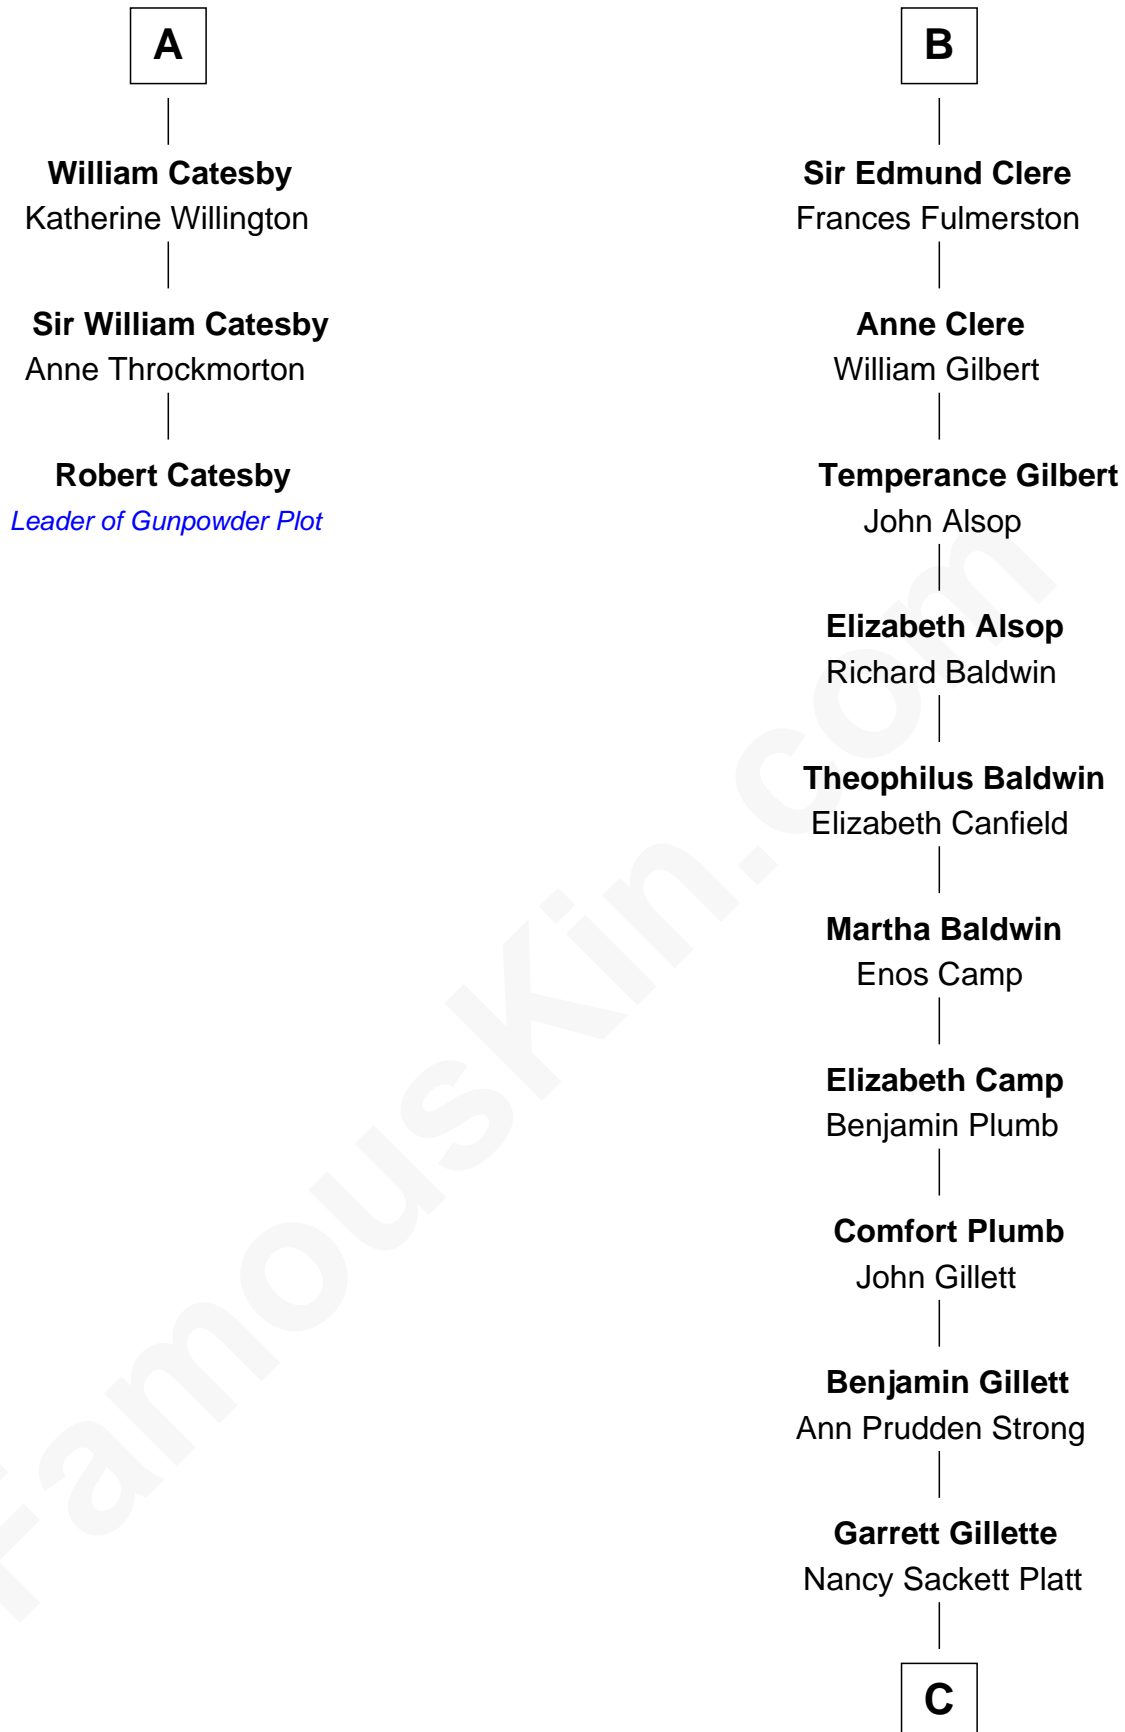 A
William Catesby
Katherine Willington
Sir William Catesby
Anne Throckmorton
Robert Catesby
Leader of Gunpowder Plot
B
Sir Edmund Clere
Frances Fulmerston
Anne Clere
William Gilbert
Temperance Gilbert
John Alsop
Elizabeth Alsop
Richard Baldwin
Theophilus Baldwin
Elizabeth Canfield
Martha Baldwin
Enos Camp
Elizabeth Camp
Benjamin Plumb
Comfort Plumb
John Gillett
Benjamin Gillett
Ann Prudden Strong
Garrett Gillette
Nancy Sackett Platt
C
FamousKin.com